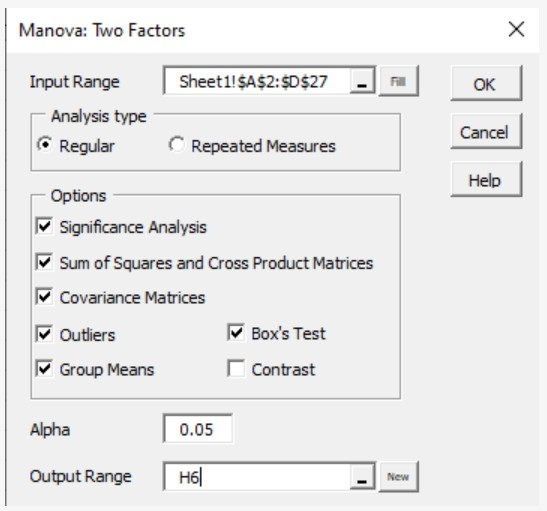 Manova: Two Factors
Input Range Sheet1!$A$2:$D$27 Fill OK
Analysis type
Regular Repeated Measures Cancel
Help
Options
Significance Analysis
Sum of Squares and Cross Product Matrices
Covariance Matrices
Outliers Box's Test
Group Means Contrast
Alpha 0.05
Output Range H6 New